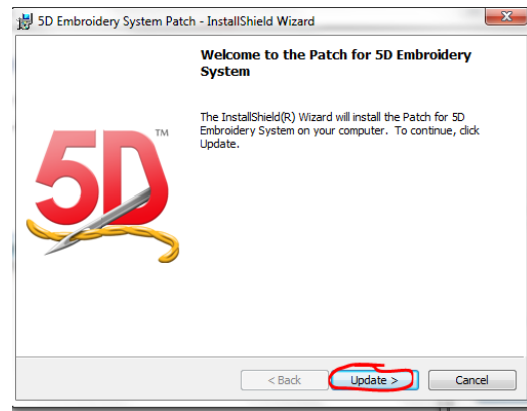 5D Embroidery System Patch - InstallShield Wizard
Welcome to the Patch for 5D Embroidery
System
The InstallShield(R) Wizard will install the Patch for 5D
Embroidery System on your computer. To continue, click
Update.
5D TM
< Back
Update >
Cancel